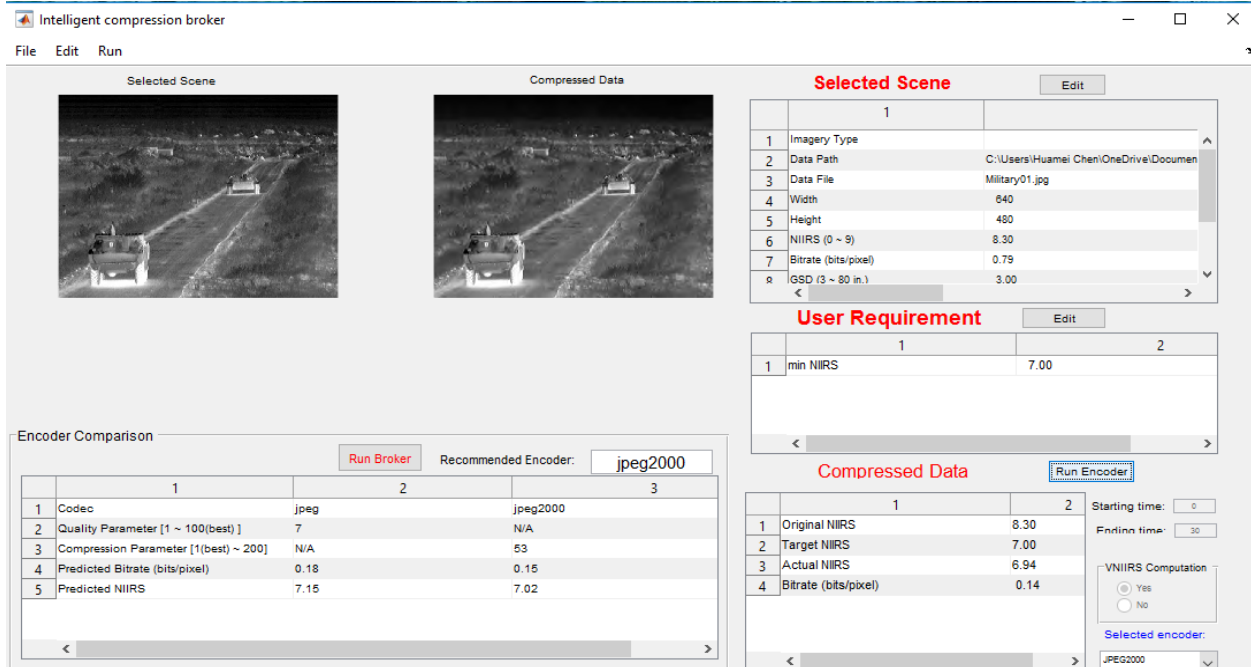 Intelligent compression broker
File Edit Run
Selected Scene
Compressed Data
Selected Scene Edit
1
1 Imagery Type
2 Data Path C:\Users\Huamei Chen\OneDrive\Documen
3 Data File Military01.jpg
4 Width 640
5 Height 480
6 NIIRS (0 ~ 9) 8.30
7 Bitrate (bits/pixel) 0.79
8 GSD (3 ~ 80 in.) 3.00
User Requirement Edit
1 2
1 min NIIRS 7.00
Encoder Comparison
Run Broker Recommended Encoder: jpeg2000
1 2 3
1 Codec jpeg jpeg2000
2 Quality Parameter [1 ~ 100(best) ] 7 N/A
3 Compression Parameter [1(best) ~ 200] N/A 53
4 Predicted Bitrate (bits/pixel) 0.18 0.15
5 Predicted NIIRS 7.15 7.02
Compressed Data Run Encoder
1 2
1 Original NIIRS 8.30
2 Target NIIRS 7.00
3 Actual NIIRS 6.94
4 Bitrate (bits/pixel) 0.14
Starting time: 0
Ending time: 30
VNIIRS Computation
Yes
No
Selected encoder:
JPEG2000